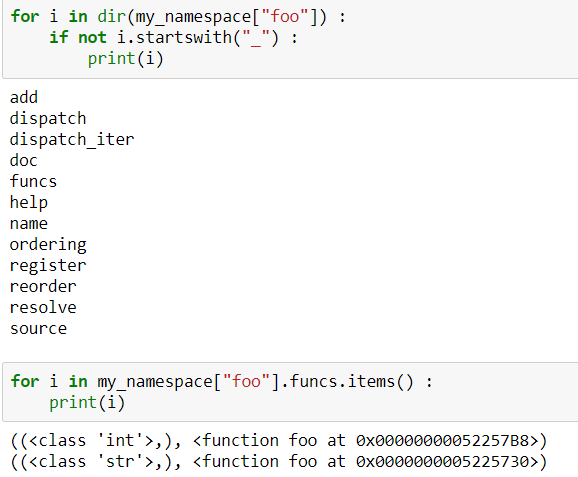 for i in dir(my_namespace["foo"]) :
    if not i.startswith("_") :
        print(i)
add
dispatch
dispatch_iter
doc
funcs
help
name
ordering
register
reorder
resolve
source
for i in my_namespace["foo"].funcs.items() :
    print(i)
((<class 'int'>,), <function foo at 0x00000000052257B8>)
((<class 'str'>,), <function foo at 0x0000000005225730>)